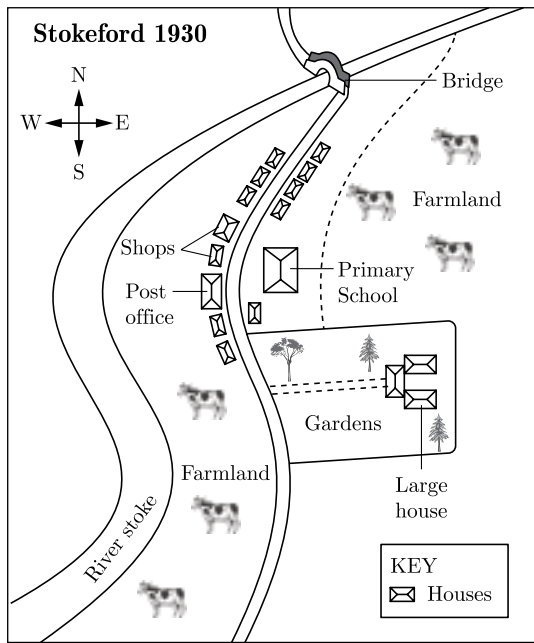 Stokeford 1930
N
W
E
S
Bridge
Farmland
Shops
Primary
School
Post
office
Gardens
Farmland
Large
house
River stoke
KEY
Houses